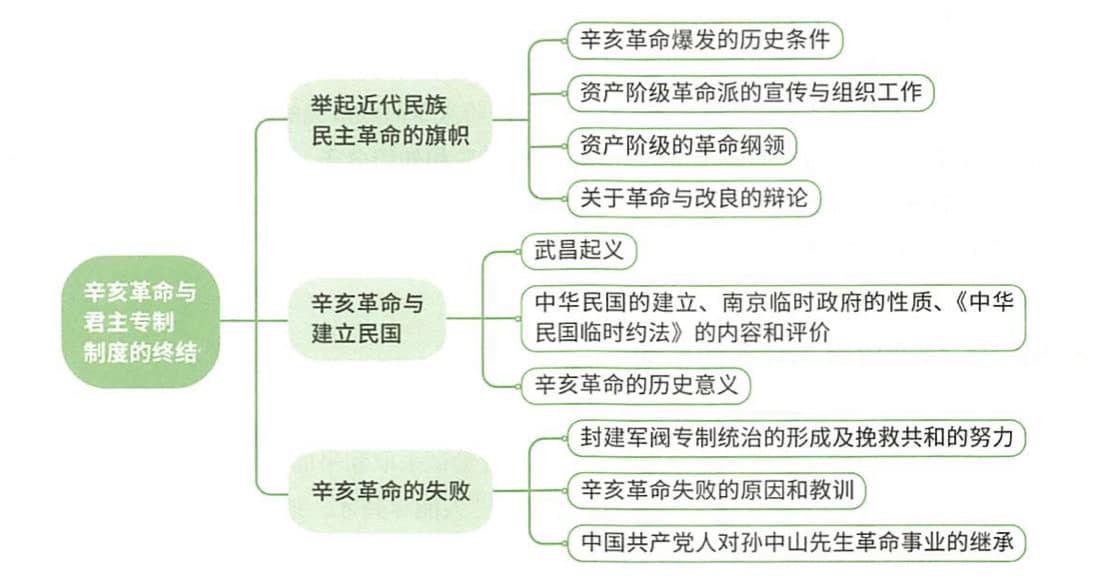 辛亥革命与
君主专制
制度的终结
举起近代民族
民主革命的旗帜
辛亥革命爆发的历史条件
资产阶级革命派的宣传与组织工作
资产阶级的革命纲领
关于革命与改良的辩论
辛亥革命与
建立民国
武昌起义
中华民国的建立、南京临时政府的性质、《中华
民国临时约法》的内容和评价
辛亥革命的历史意义
辛亥革命的失败
封建军阀专制统治的形成及挽救共和的努力
辛亥革命失败的原因和教训
中国共产党人对孙中山先生革命事业的继承